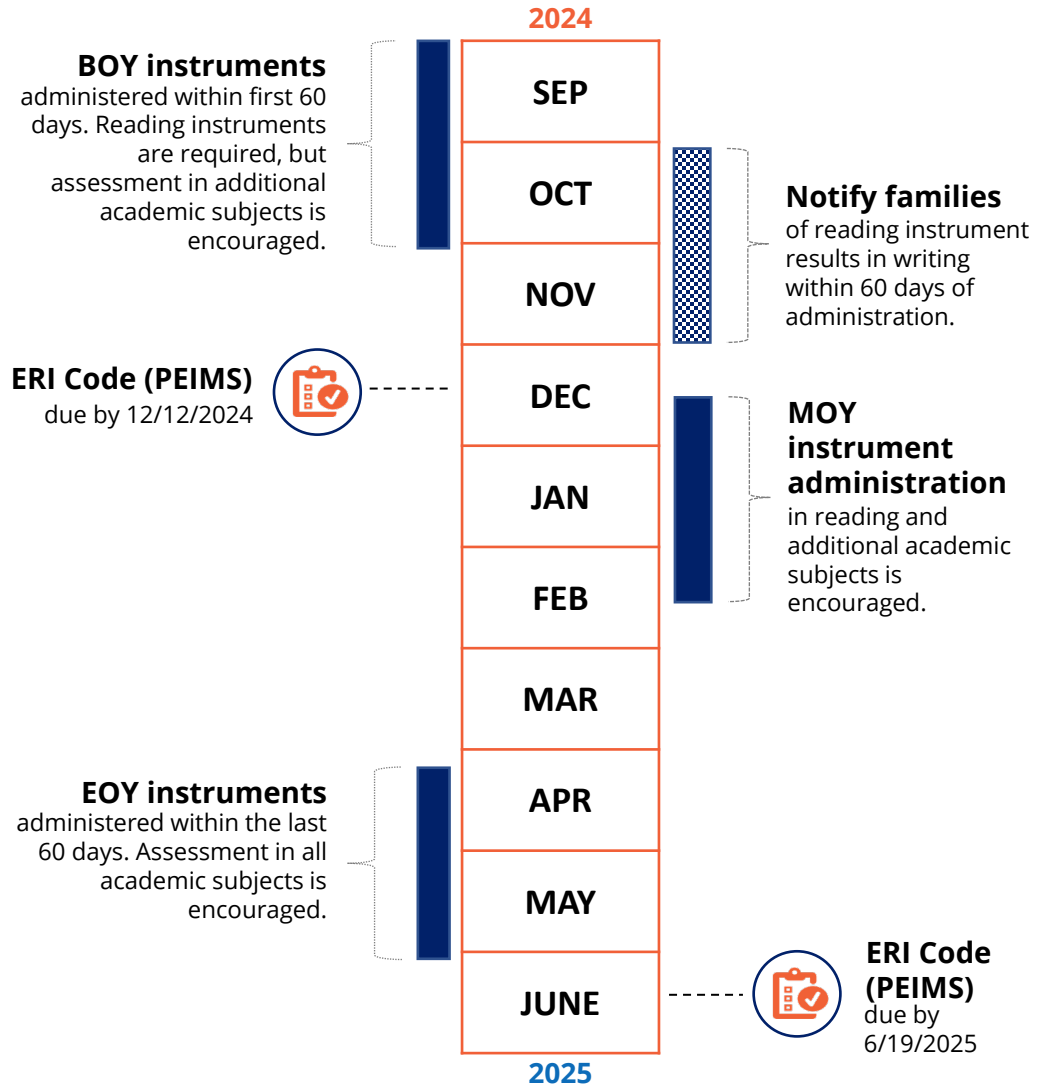 2024
BOY instruments
administered within first 60
days. Reading instruments
are required, but
assessment in additional
academic subjects is
encouraged.
SEP
OCT
NOV
Notify families
of reading instrument
results in writing
within 60 days of
administration.
ERI Code (PEIMS)
due by 12/12/2024
DEC
JAN
FEB
MOY
instrument
administration
in reading and
additional academic
subjects is
encouraged.
MAR
EOY instruments
administered within the last
60 days. Assessment in all
academic subjects is
encouraged.
APR
MAY
JUNE
ERI Code
(PEIMS)
due by
6/19/2025
2025